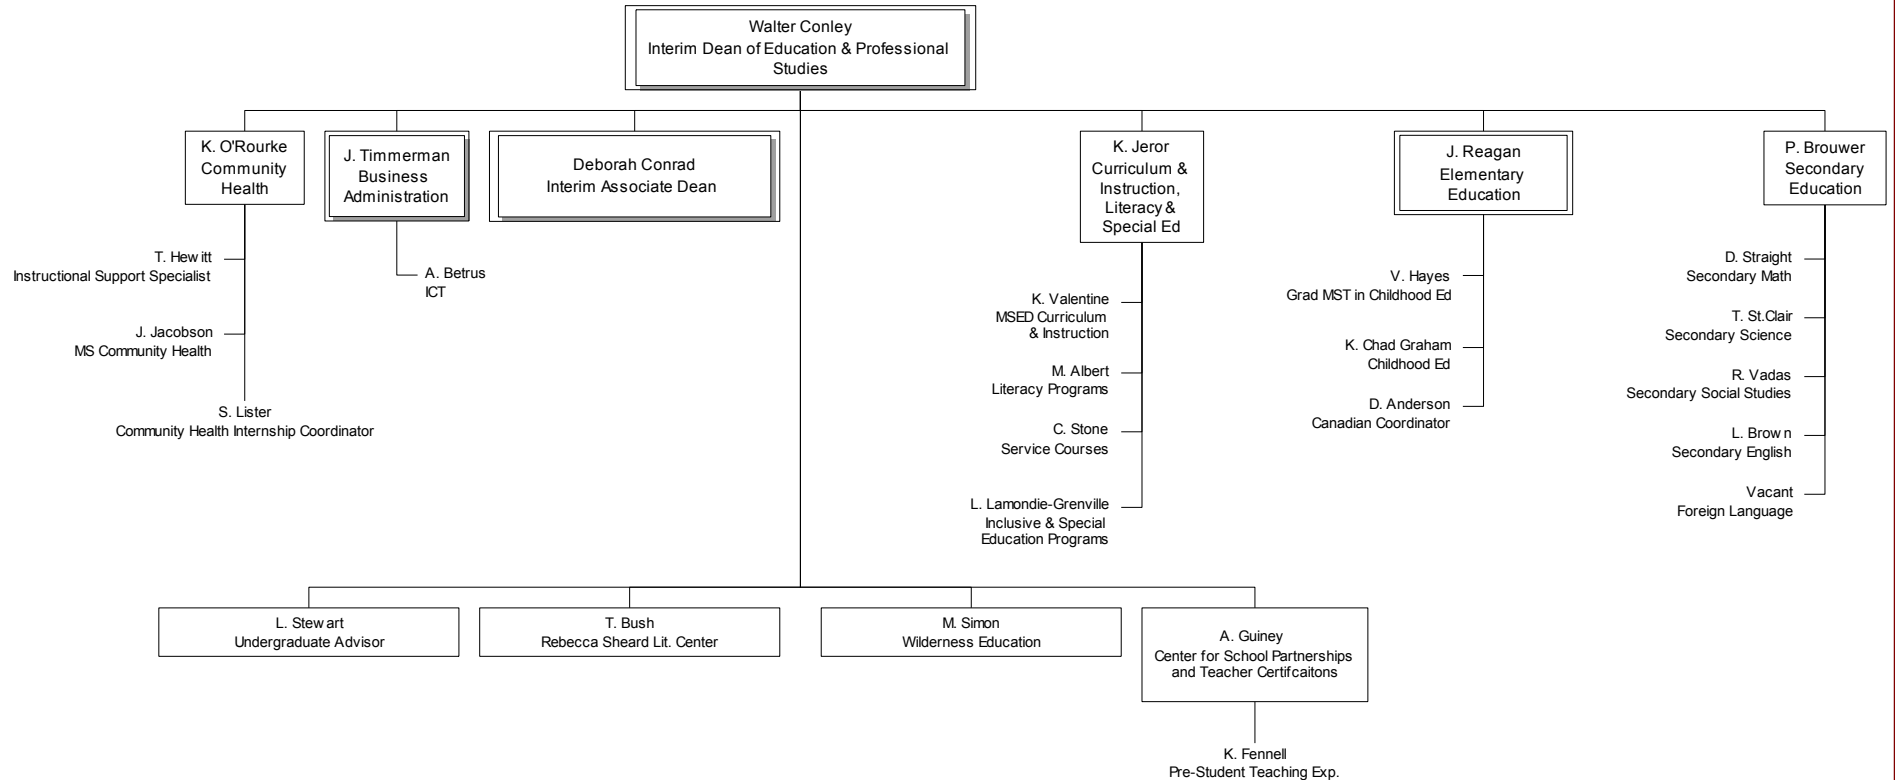 Walter Conley
Interim Dean of Education & Professional
Studies
K. O'Rourke
Community
Health
J. Timmerman
Business
Administration
Deborah Conrad
Interim Associate Dean
K. Jeror
Curriculum &
Instruction,
Literacy &
Special Ed
J. Reagan
Elementary
Education
P. Brouwer
Secondary
Education
T. Hewitt
Instructional Support Specialist
J. Jacobson
MS Community Health
S. Lister
Community Health Internship Coordinator
A. Betrus
ICT
K. Valentine
MSED Curriculum
& Instruction
M. Albert
Literacy Programs
C. Stone
Service Courses
L. Lamondie-Grenville
Inclusive & Special
Education Programs
V. Hayes
Grad MST in Childhood Ed
K. Chad Graham
Childhood Ed
D. Anderson
Canadian Coordinator
D. Straight
Secondary Math
T. St.Clair
Secondary Science
R. Vadas
Secondary Social Studies
L. Brown
Secondary English
Vacant
Foreign Language
L. Stewart
Undergraduate Advisor
T. Bush
Rebecca Sheard Lit. Center
M. Simon
Wilderness Education
A. Guiney
Center for School Partnerships
and Teacher Certifcaitons
K. Fennell
Pre-Student Teaching Exp.